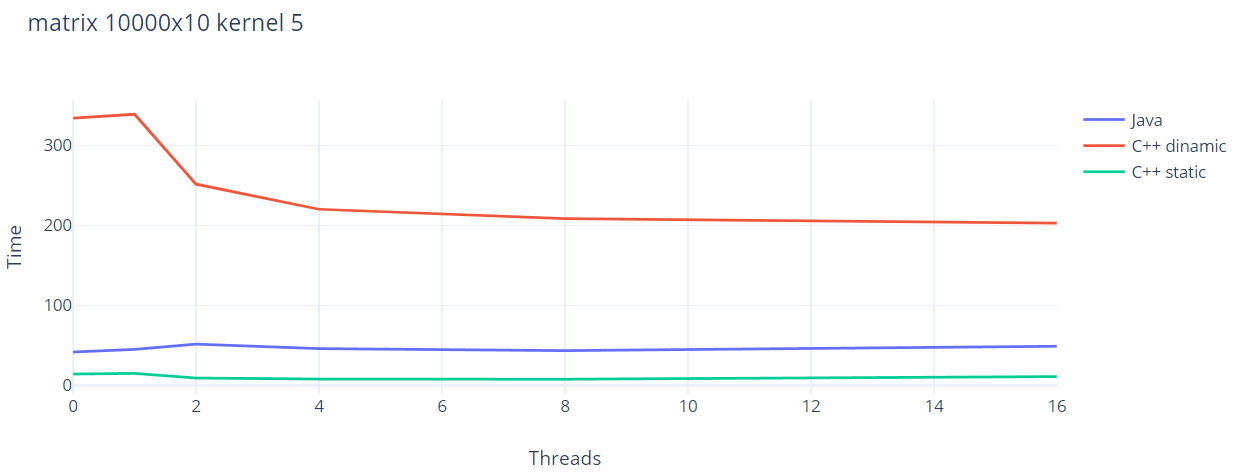 matrix 10000x10 kernel 5
Java
C++ dinamic
C++ static
300
200
100
0
Time
0 2 4 6 8 10 12 14 16
Threads